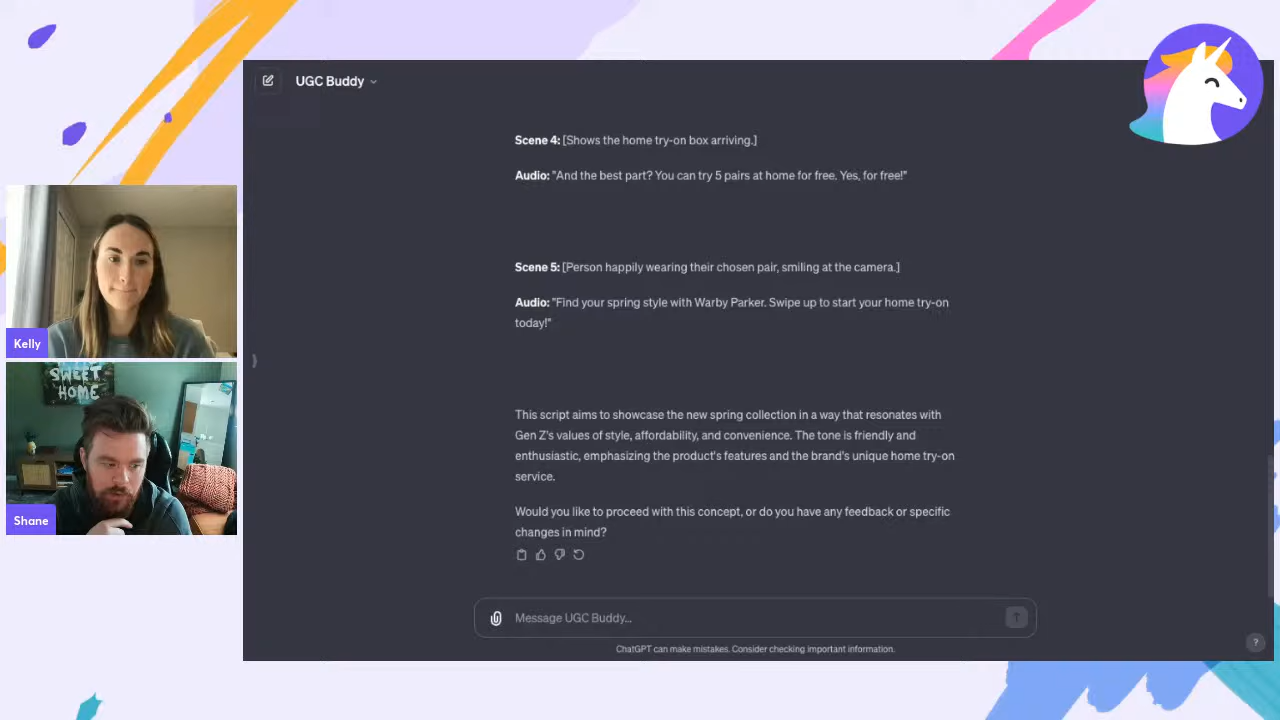 UGC Buddy
Scene 4: [Shows the home try-on box arriving.]
Audio: "And the best part? You can try 5 pairs at home for free. Yes, for free!"
Scene 5: [Person happily wearing their chosen pair, smiling at the camera.]
Audio: "Find your spring style with Warby Parker. Swipe up to start your home try-on
today!"
This script aims to showcase the new spring collection in a way that resonates with
Gen Z's values of style, affordability, and convenience. The tone is friendly and
enthusiastic, emphasizing the product's features and the brand's unique home try-on
service.
Would you like to proceed with this concept, or do you have any feedback or specific
changes in mind?
Message UGC Buddy...
ChatGPT can make mistakes. Consider checking important information.
?
Kelly
SWEET
HOME
Shane